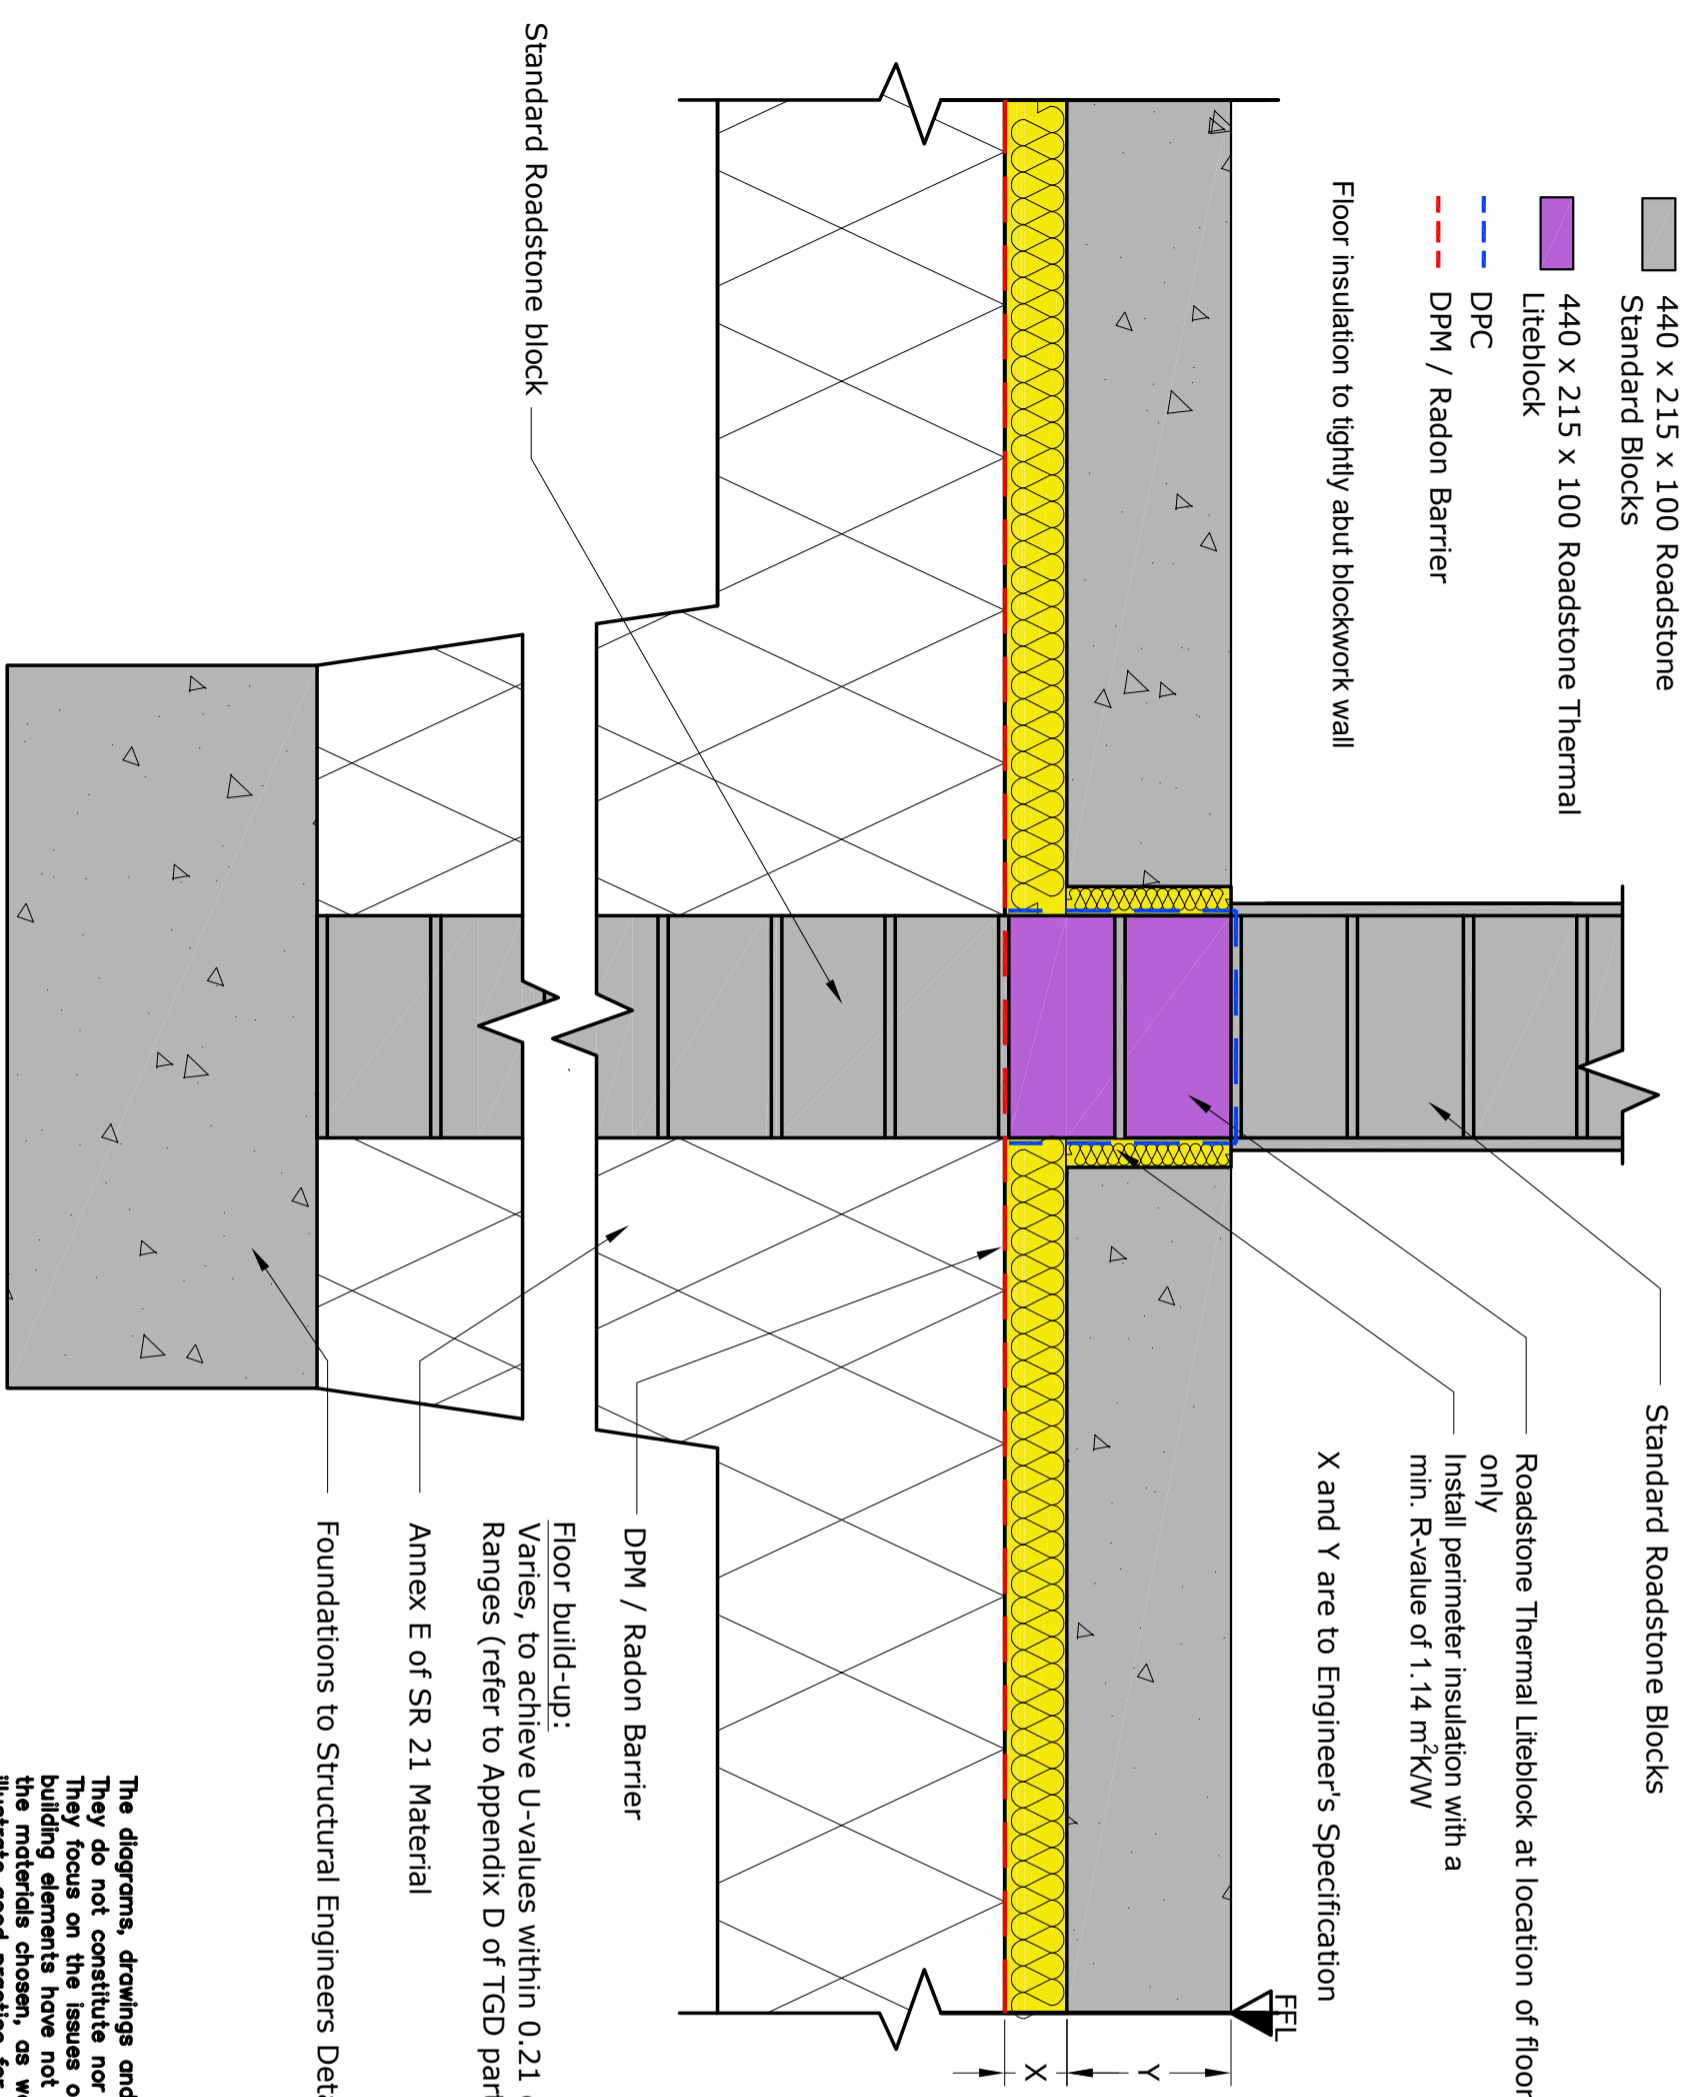 440 x 215 x 100 Roadstone
Standard Blocks
440 x 215 x 100 Roadstone Thermal
Liteblock
DPC
DPM / Radon Barrier
Floor insulation to tightly abut blockwork wall
Standard Roadstone block
Standard Roadstone Blocks
Roadstone Thermal Liteblock at location of floor
only
Install perimeter insulation with a
min. R-value of 1.14 m²K/W
X and Y are to Engineer's Specification
FFL
Y
X
DPM / Radon Barrier
Floor build-up:
Varies, to achieve U-values within 0.21
Ranges (refer to Appendix D of TGD part
Annex E of SR 21 Material
Foundations to Structural Engineers
The diagrams, drawings and
They do not constitute nor
They focus on the issues
building elements have not
the materials chosen, as
illustrate good practice for